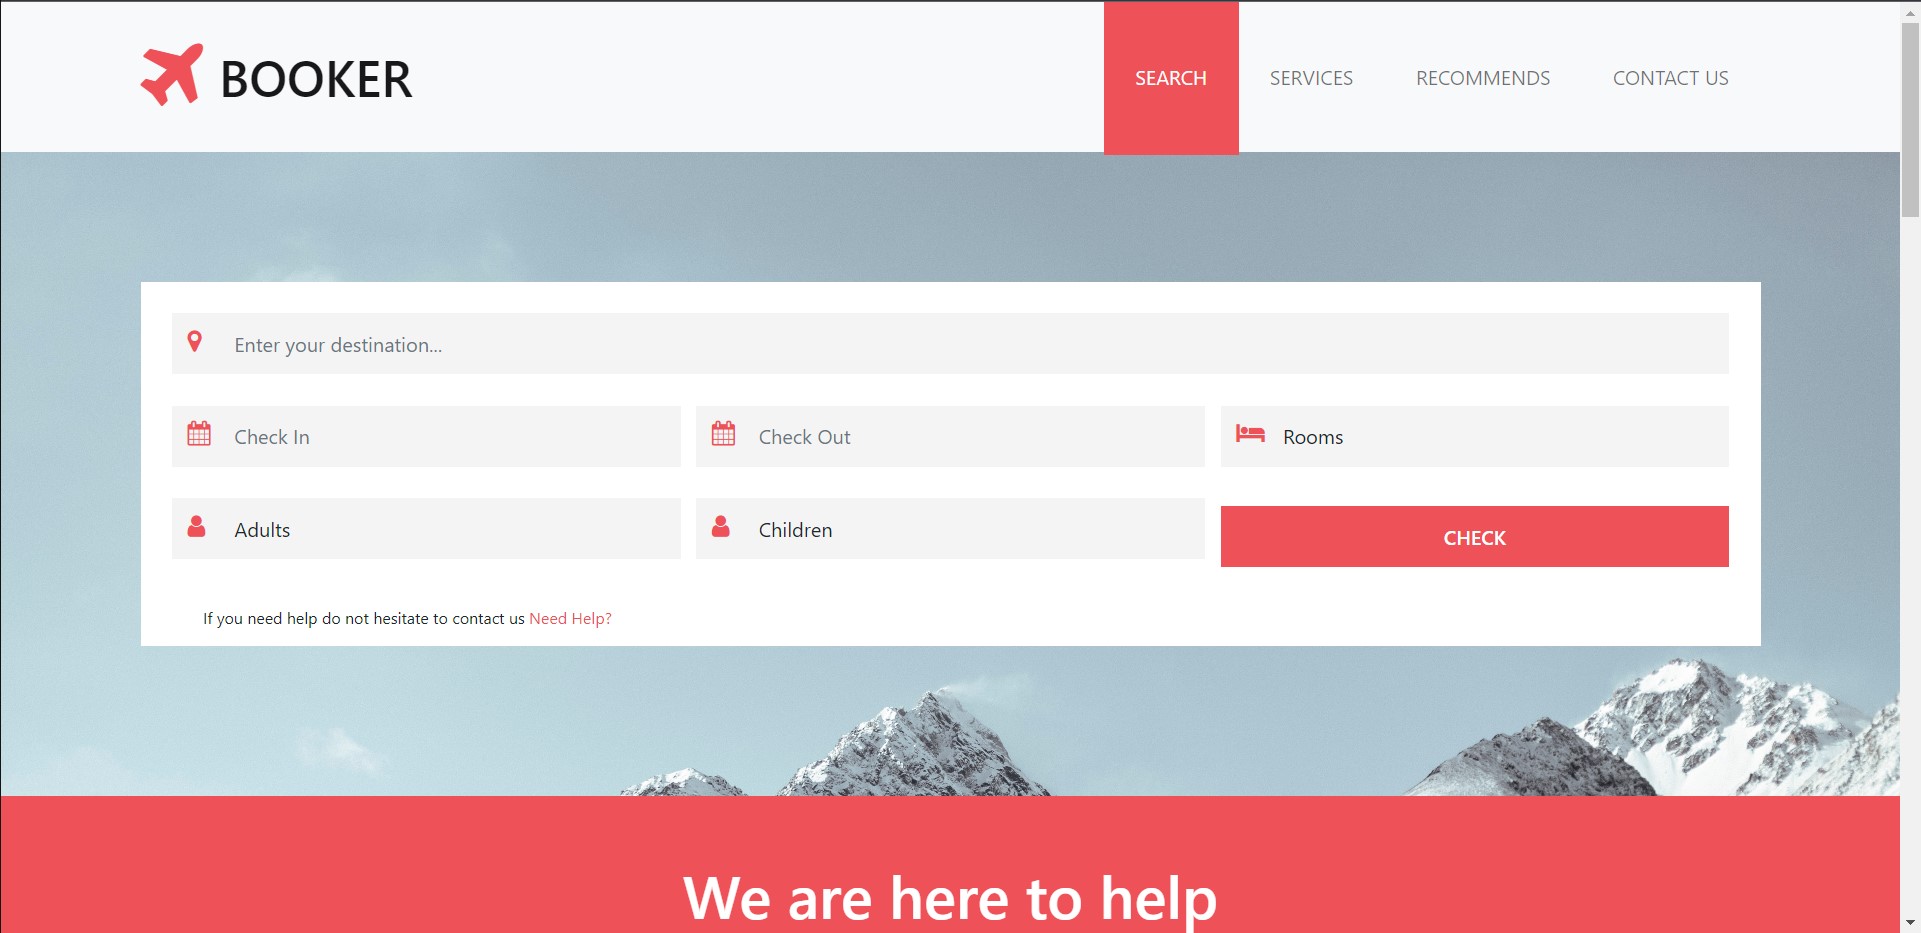 BOOKER
SEARCH SERVICES RECOMMENDS CONTACT US
Enter your destination...
Check In Check Out Rooms
Adults Children CHECK
If you need help do not hesitate to contact us Need Help?
We are here to help